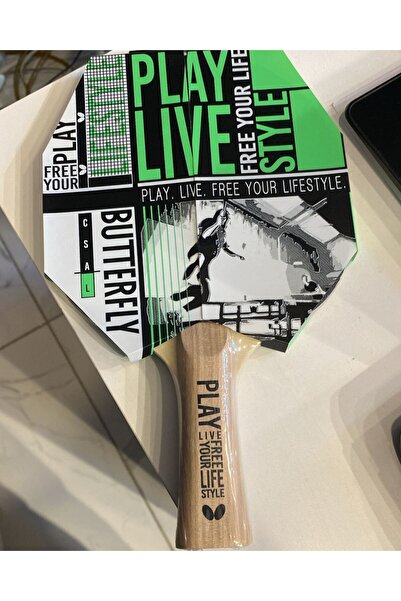 PLAY
LIVE
FREE YOUR LIFE
STYLE
LIFESTYLE
PLAY
FREE
YOUR
PLAY. LIVE. FREE YOUR LIFESTYLE.
BUTTERFLY
C S A L
PLAY
LIVE FREE
YOUR LIFE
STYLE